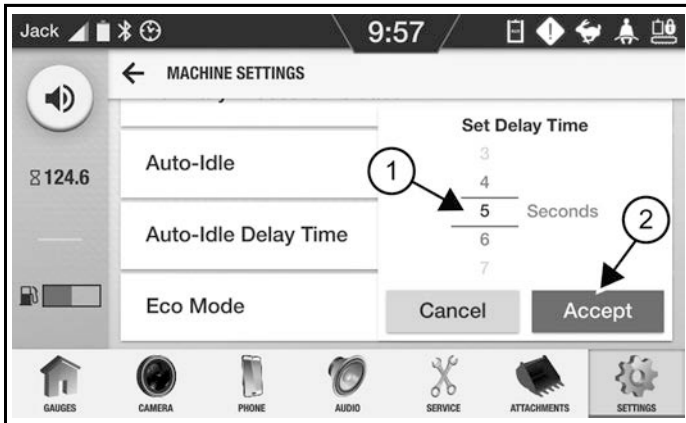 Jack 9:57
MACHINE SETTINGS
Set Delay Time
3
Auto-Idle
1
4
124.6
5 Seconds
2
Auto-Idle Delay Time
6
7
Eco Mode
Cancel Accept
GAUGES CAMERA PHONE AUDIO SERVICE ATTACHMENTS SETTINGS